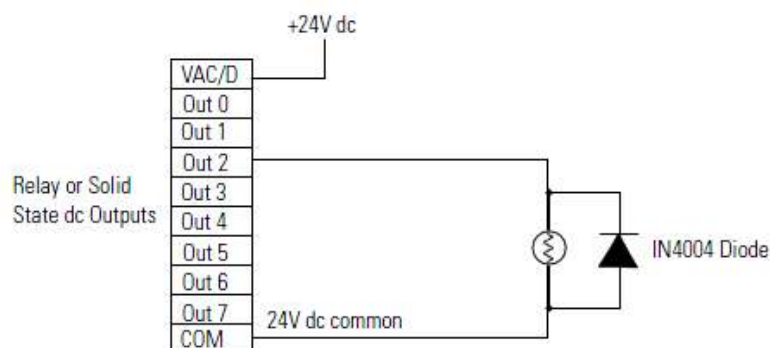 +24V dc
VAC/D
Out 0
Out 1
Out 2
Out 3
Out 4
Out 5
Out 6
Out 7
COM
Relay or Solid
State dc Outputs
IN4004 Diode
24V dc common